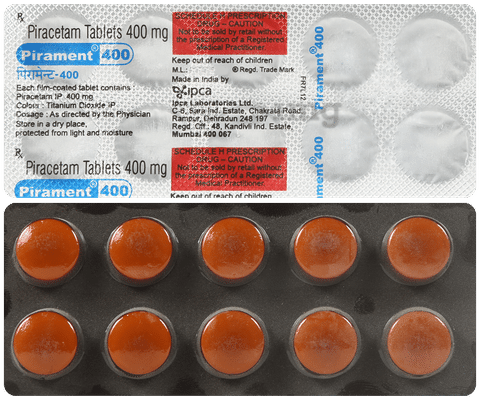 ℞
Piracetam Tablets 400 mg
Pirament® 400
पिरामेन्ट-400
Each film-coated tablet contains
Piracetam IP 400 mg
Colors : Titanium Dioxide IP
Dosage : As directed by the Physician
Store in a dry place,
protected from light and moisture
℞
Piracetam Tablets 400 mg
Pirament® 400
SCHEDULE H PRESCRIPTION
DRUG – CAUTION
Not to be sold by retail without
the prescription of a Registered
Medical Practitioner.
Keep out of reach of children
M.L.: ® Regd. Trade Mark
Made in India by
ipca
Ipca Laboratories Ltd.
C-6, Sara Ind. Estate, Chakrata Road,
Rampur, Dehradun 248 197
Regd. Off.: 48, Kandivli Ind. Estate,
Mumbai 400 067
SCHEDULE H PRESCRIPTION
DRUG – CAUTION
Not to be sold by retail without
the prescription of a Registered
Medical Practitioner.
Keep out of reach of children
Pirament® 400
Pirament® 400